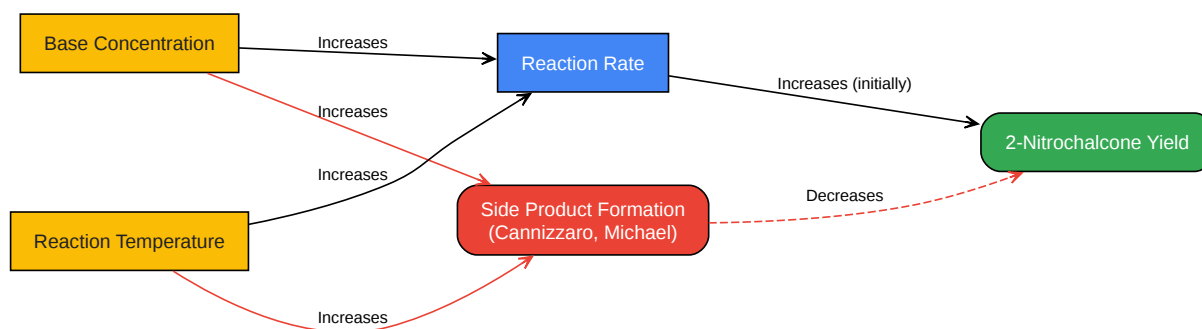 Base Concentration
Increases
Reaction Rate
Increases (initially)
Increases
2-Nitrochalcone Yield
Increases
Decreases
Side Product Formation
(Cannizzaro, Michael)
Reaction Temperature
Increases